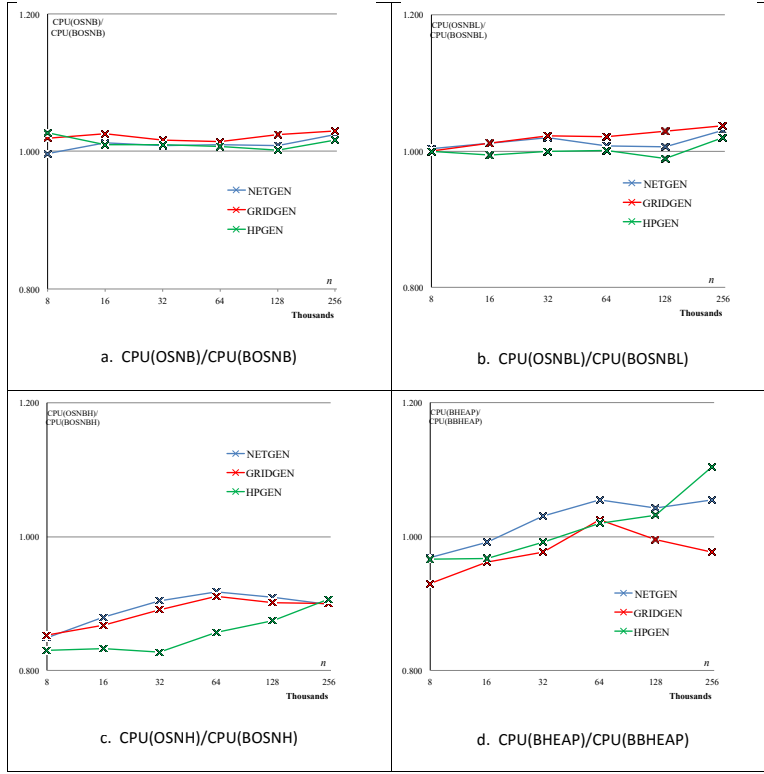 CPU(OSNB)/
CPU(BOSNB)
1.200
1.000
0.800
NETGEN
GRIDGEN
HPGEN
n
8 16 32 64 128 256
Thousands
a. CPU(OSNB)/CPU(BOSNB)
CPU(OSNBL)/
CPU(BOSNBL)
1.200
1.000
0.800
NETGEN
GRIDGEN
HPGEN
n
8 16 32 64 128 256
Thousands
b. CPU(OSNBL)/CPU(BOSNBL)
CPU(OSNBH)/
CPU(BOSNBH)
1.200
1.000
0.800
NETGEN
GRIDGEN
HPGEN
n
8 16 32 64 128 256
Thousands
c. CPU(OSNH)/CPU(BOSNH)
CPU(BHEAP)/
CPU(BBHEAP)
1.200
1.000
0.800
NETGEN
GRIDGEN
HPGEN
n
8 16 32 64 128 256
Thousands
d. CPU(BHEAP)/CPU(BBHEAP)